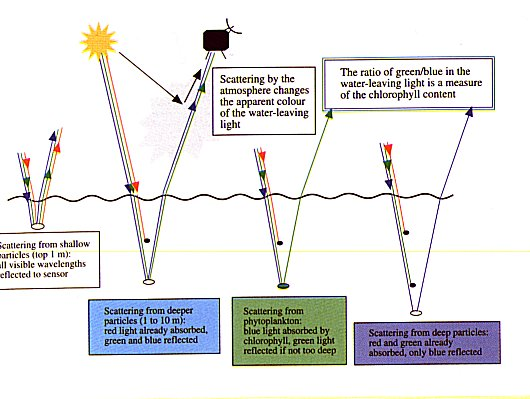 Scattering by the
atmosphere changes
the apparent colour
of the water-leaving
light
The ratio of green/blue in the
water-leaving light is a measure
of the chlorophyll content
Scattering from shallow
particles (top 1 m):
all visible wavelengths
reflected to sensor
Scattering from deeper
particles (1 to 10 m):
red light already absorbed,
green and blue reflected
Scattering from
phytoplankton:
blue light absorbed by
chlorophyll, green light
reflected if not too deep
Scattering from deep particles:
red and green already
absorbed, only blue reflected